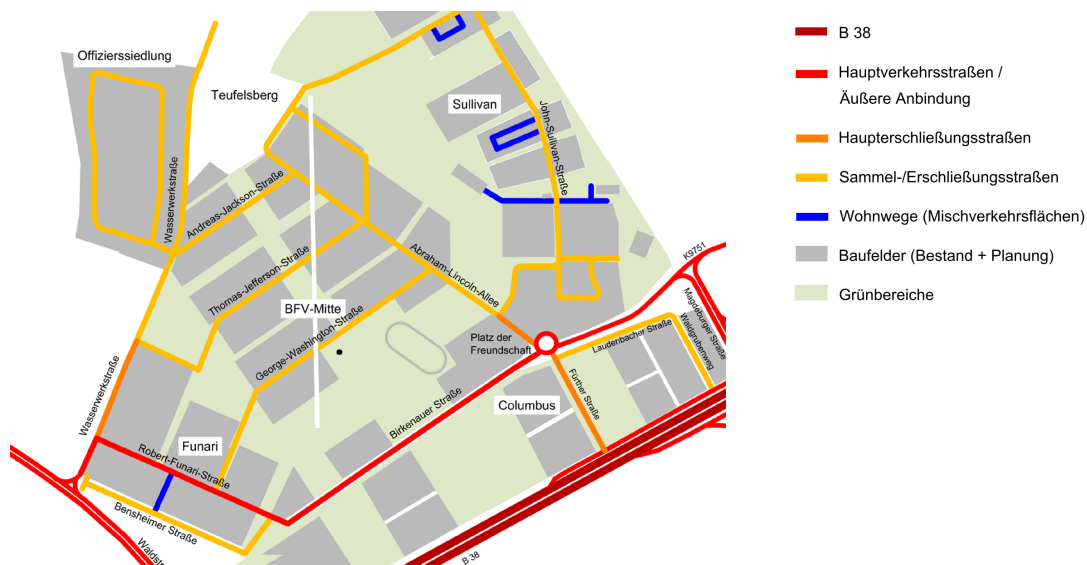 Offizierssiedlung
Teufelsberg
Sullivan
John-Sullivan-Straße
Wasserwerkstraße
Andreas-Jackson-Straße
Thomas-Jefferson-Straße
Abraham-Lincoln-Allee
K9751
BFV-Mitte
George-Washington-Straße
Platz der
Freundschaft
Laudenbacher Straße
Magdeburger Straße
Waldgrubenweg
Wasserwerkstraße
Birkenauer Straße
Columbus
Fürther Straße
Funari
Robert-Funari-Straße
Bensheimer Straße
B 38
B 38
Hauptverkehrsstraßen /
Äußere Anbindung
Haupterschließungsstraßen
Sammel-/Erschließungsstraßen
Wohnwege (Mischverkehrsflächen)
Baufelder (Bestand + Planung)
Grünbereiche